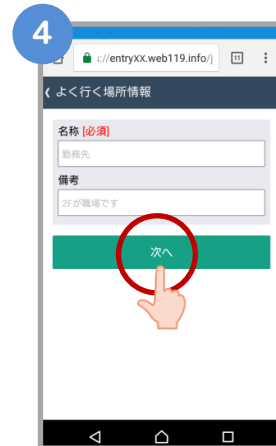 4
://entryXX.web119.info/j
11
よく行く場所情報
名称 [必須]
勤務先
備考
2Fが職場です
次へ